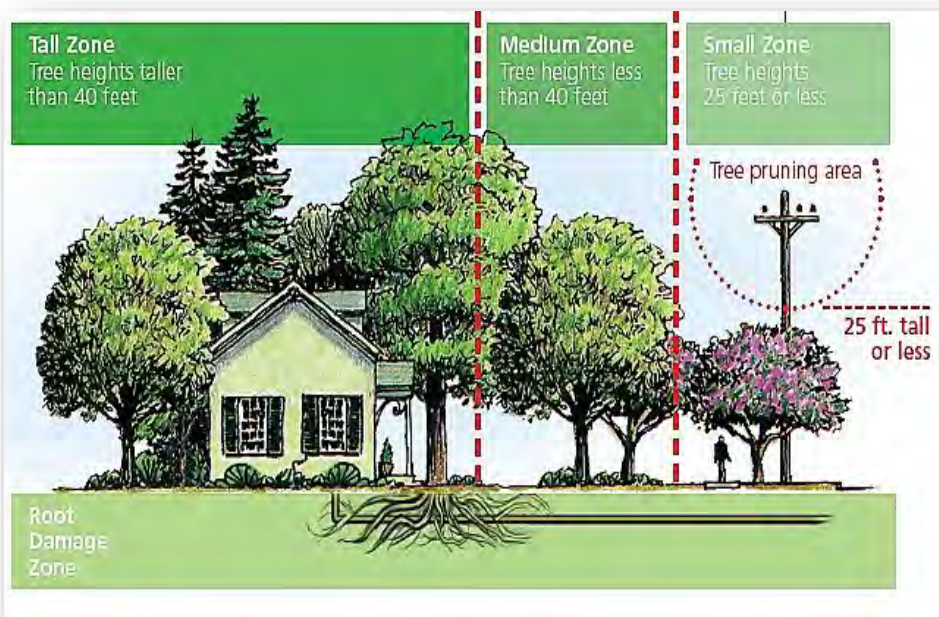 Tall Zone
Tree heights taller
than 40 feet
Medium Zone
Tree heights less
than 40 feet
Small Zone
Tree heights
25 feet or less
Tree pruning area
25 ft. tall
or less
Root
Damage
Zone